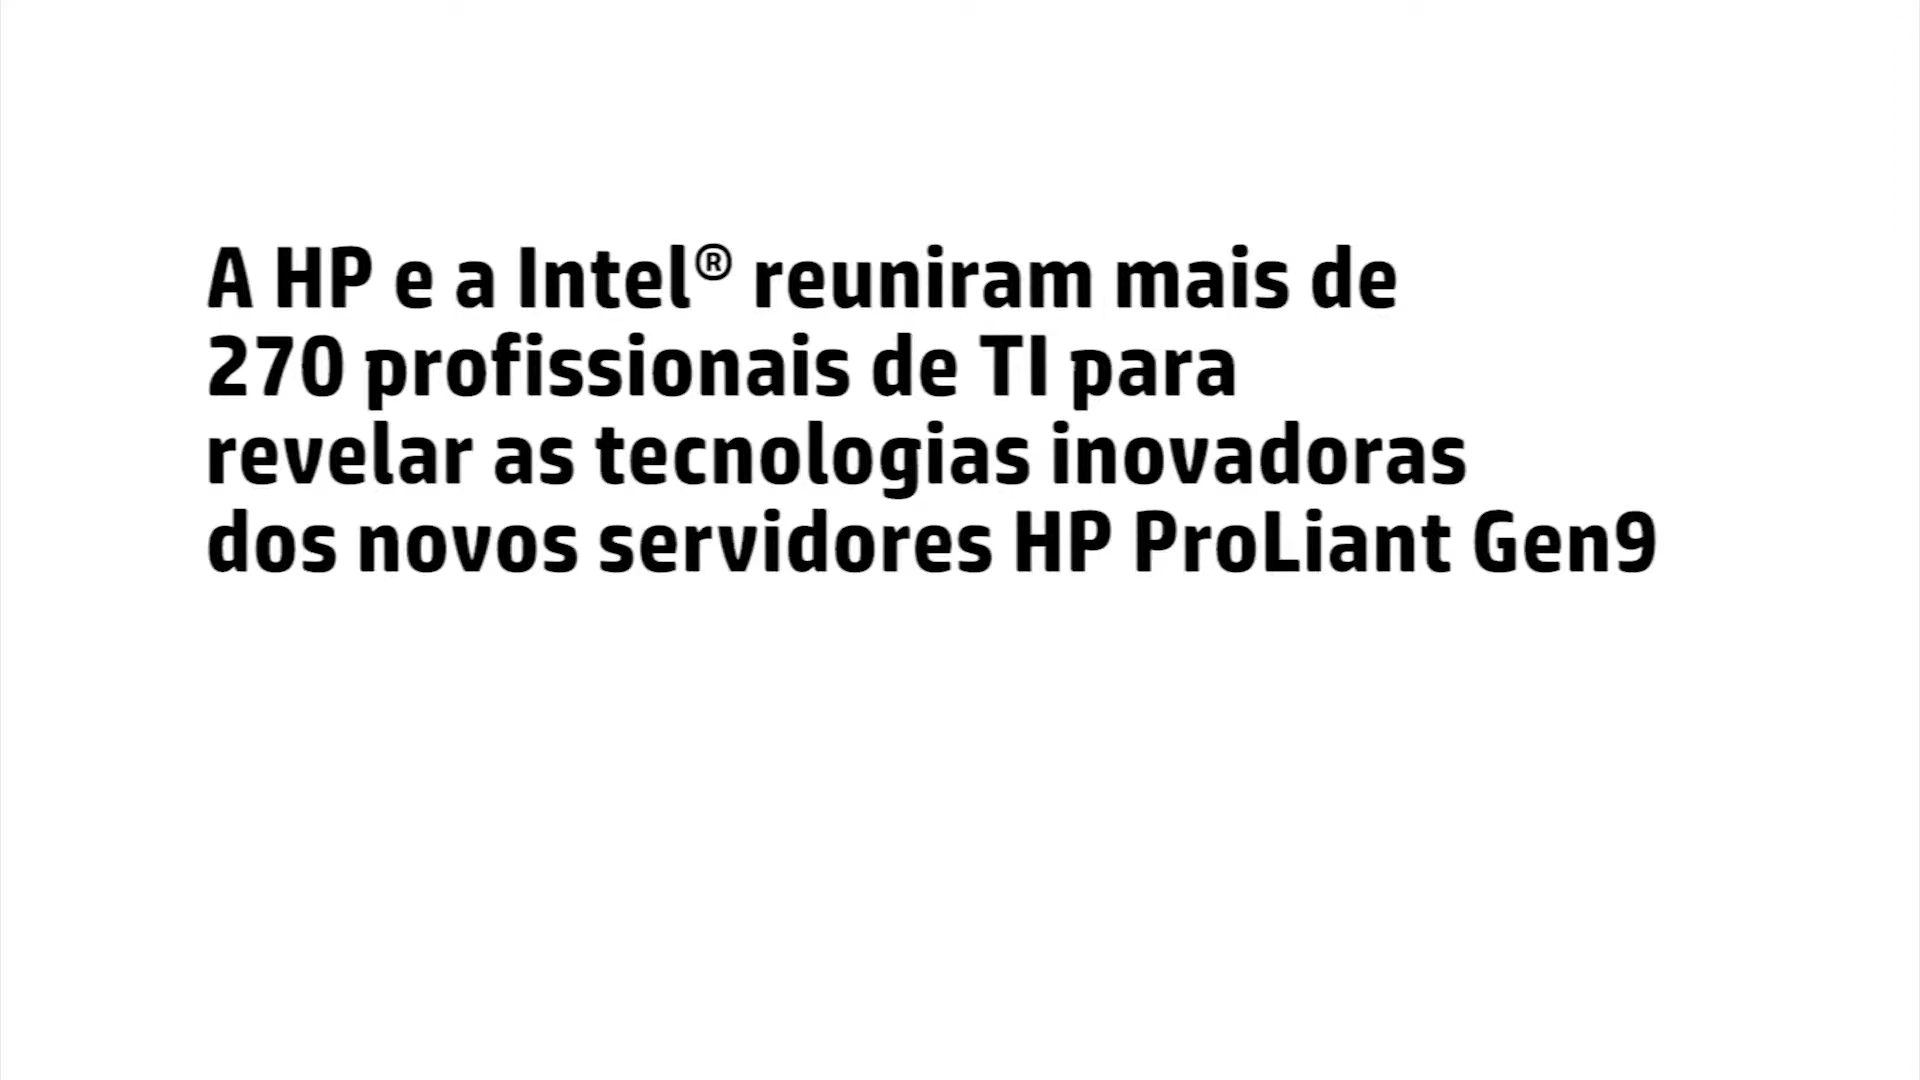 A HP e a Intel® reuniram mais de
270 profissionais de TI para
revelar as tecnologias inovadoras
dos novos servidores HP ProLiant Gen9